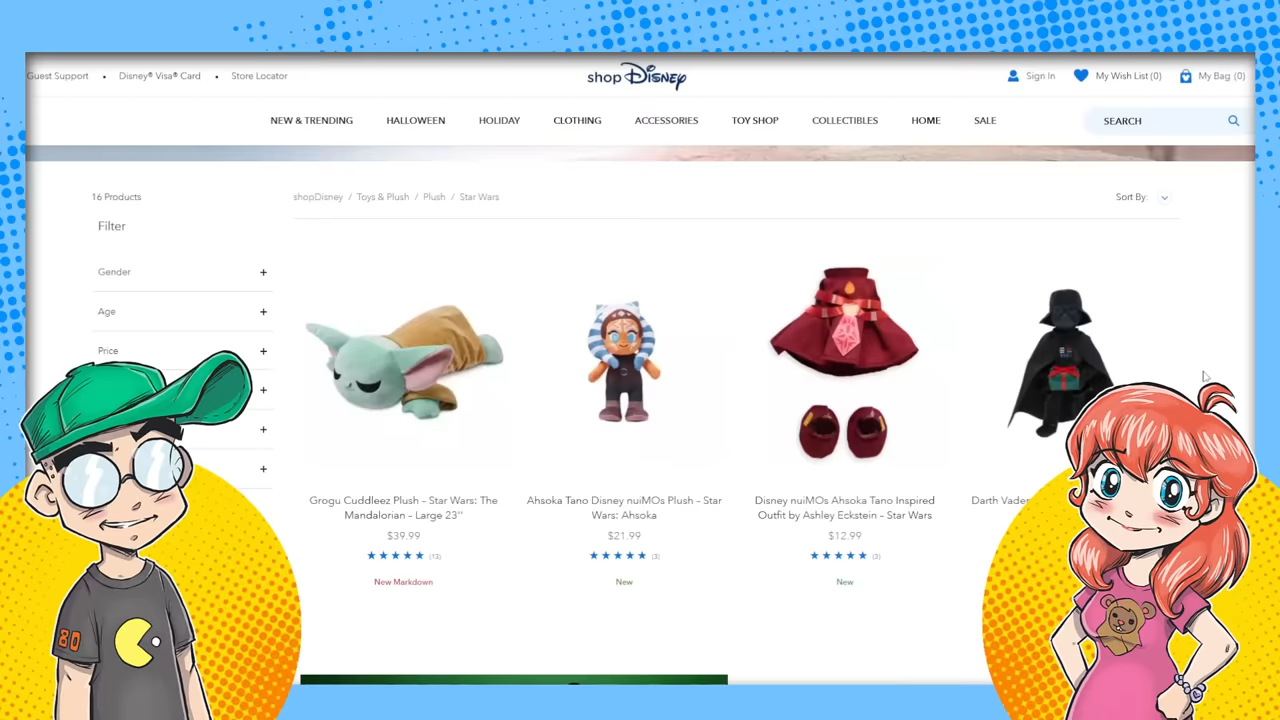 Guest Support • Disney® Visa® Card • Store Locator
shop Disney
Sign In
My Wish List (0)
My Bag (0)
NEW & TRENDING HALLOWEEN HOLIDAY CLOTHING ACCESSORIES TOY SHOP COLLECTIBLES HOME SALE
SEARCH
16 Products
shopDisney / Toys & Plush / Plush / Star Wars
Sort By:
Filter
Gender +
Age +
Price +
+
+
+
Grogu Cuddleez Plush – Star Wars: The
Mandalorian – Large 23''
$39.99
(13)
New Markdown
Ahsoka Tano Disney nuiMOs Plush – Star
Wars: Ahsoka
$21.99
(3)
New
Disney nuiMOs Ahsoka Tano Inspired
Outfit by Ashley Eckstein – Star Wars
$12.99
(3)
New
Darth Vader
80